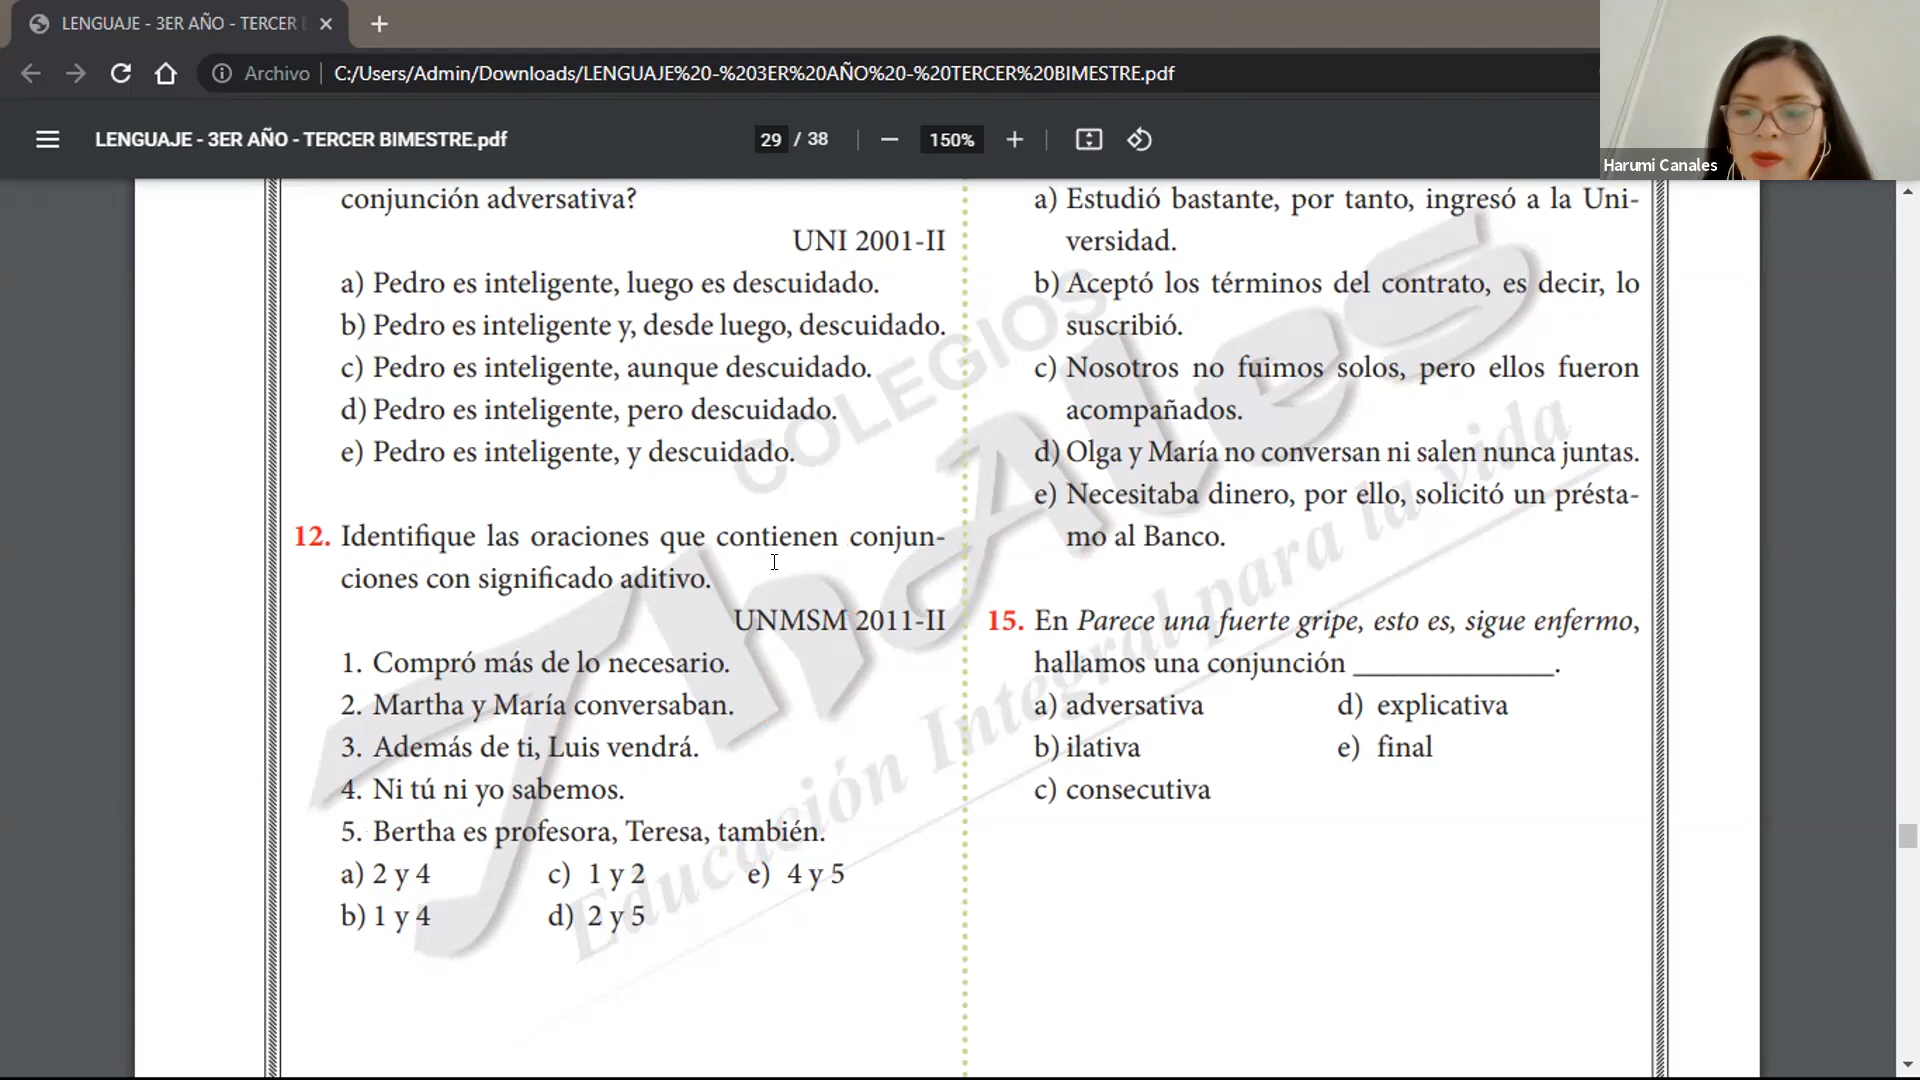 LENGUAJE - 3ER AÑO - TERCER
Archivo
C:/Users/Admin/Downloads/LENGUAJE%20-%203ER%20AÑO%20-%20TERCER%20BIMESTRE.pdf
LENGUAJE - 3ER AÑO - TERCER BIMESTRE.pdf
29 / 38
150%
Harumi Canales
conjunción adversativa?
UNI 2001-II
a) Pedro es inteligente, luego es descuidado.
b) Pedro es inteligente y, desde luego, descuidado.
c) Pedro es inteligente, aunque descuidado.
d) Pedro es inteligente, pero descuidado.
e) Pedro es inteligente, y descuidado.
12. Identifique las oraciones que contienen conjun-
ciones con significado aditivo.
UNMSM 2011-II
1. Compró más de lo necesario.
2. Martha y María conversaban.
3. Además de ti, Luis vendrá.
4. Ni tú ni yo sabemos.
5. Bertha es profesora, Teresa, también.
a) 2 y 4 c) 1 y 2 e) 4 y 5
b) 1 y 4 d) 2 y 5
a) Estudió bastante, por tanto, ingresó a la Uni-
versidad.
b) Aceptó los términos del contrato, es decir, lo
suscribió.
c) Nosotros no fuimos solos, pero ellos fueron
acompañados.
d) Olga y María no conversan ni salen nunca juntas.
e) Necesitaba dinero, por ello, solicitó un présta-
mo al Banco.
15. En Parece una fuerte gripe, esto es, sigue enfermo,
hallamos una conjunción ______________.
a) adversativa d) explicativa
b) ilativa e) final
c) consecutiva
COLEGIOS
Thales
Educación Integral para la vida